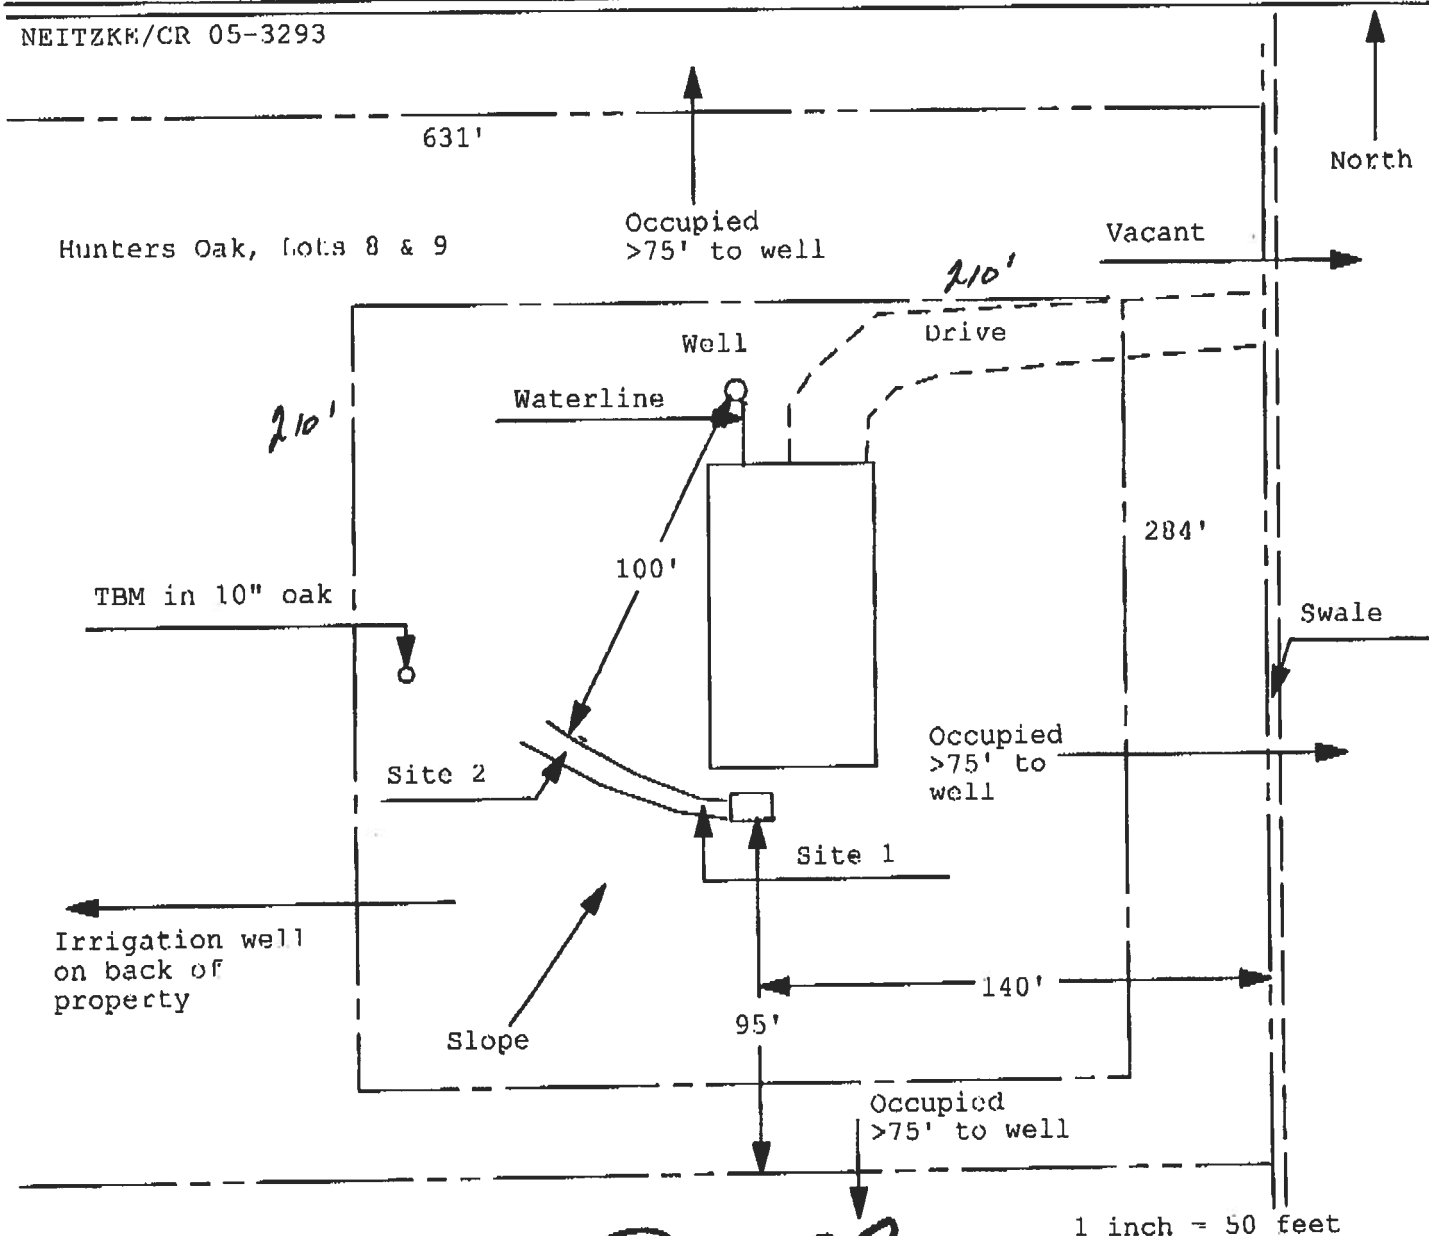 NEITZKE/CR 05-3293
631'
North
Occupied
>75' to well
Vacant
Hunters Oak, Lots 8 & 9
210'
Drive
Well
Waterline
210'
284'
100'
TBM in 10" oak
Swale
Occupied
>75' to
well
Site 2
Site 1
Irrigation well
on back of
property
140'
95'
Slope
Occupied
>75' to well
1 inch = 50 feet